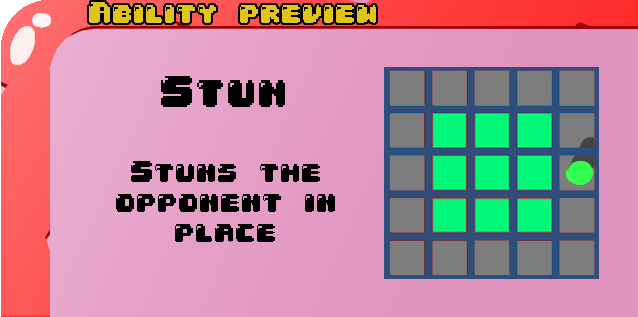 Ability preview
Stun
Stuns the
opponent in
place